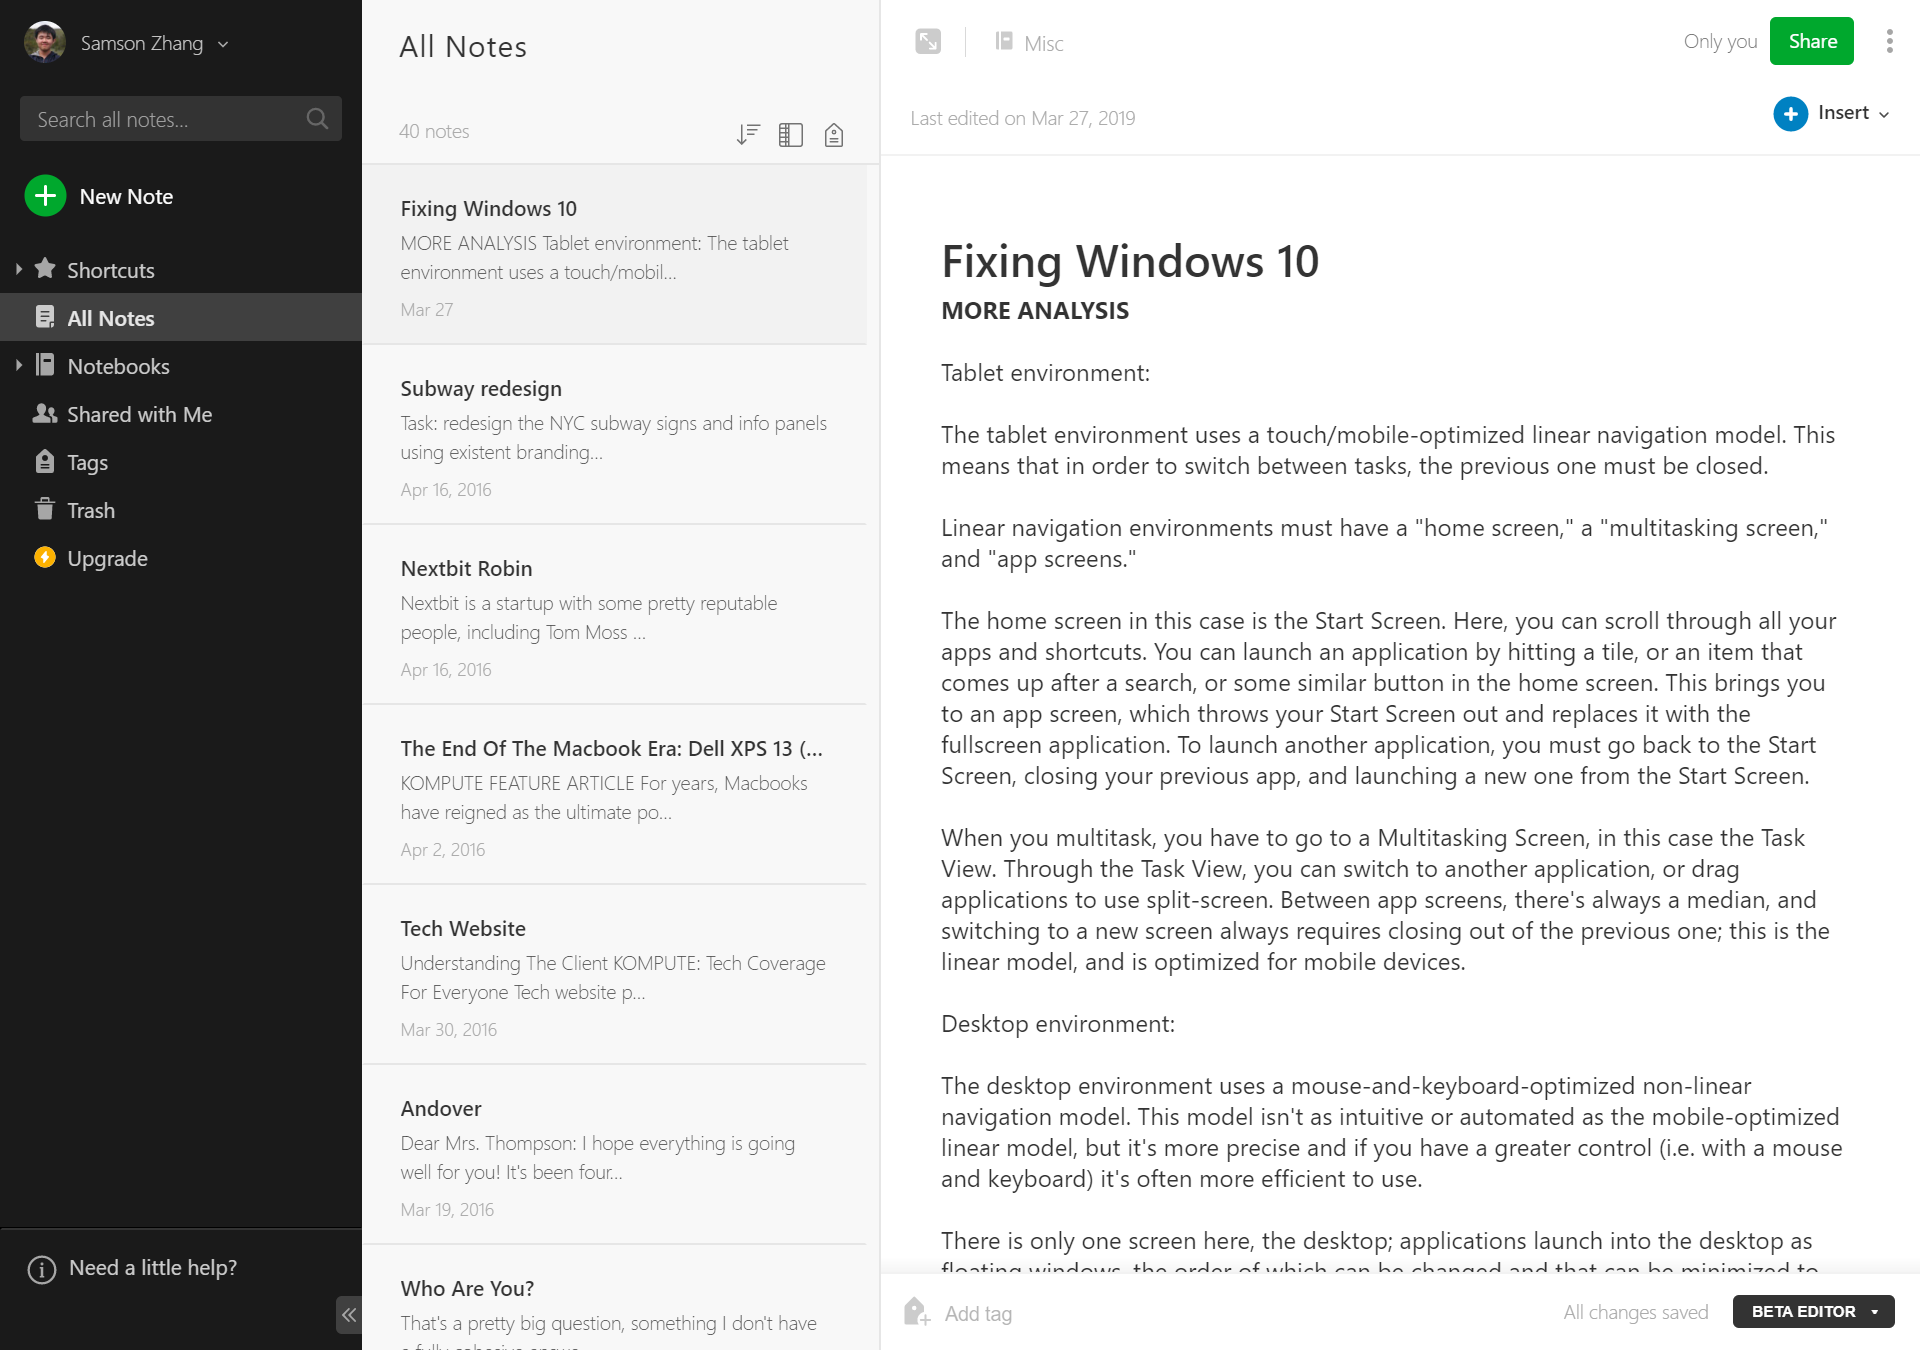 Samson Zhang
Search all notes...
New Note
Shortcuts
All Notes
Notebooks
Shared with Me
Tags
Trash
Upgrade
Need a little help?
All Notes
40 notes
Fixing Windows 10
MORE ANALYSIS Tablet environment: The tablet
environment uses a touch/mobil...
Mar 27
Subway redesign
Task: redesign the NYC subway signs and info panels
using existent branding...
Apr 16, 2016
Nextbit Robin
Nextbit is a startup with some pretty reputable
people, including Tom Moss ...
Apr 16, 2016
The End Of The Macbook Era: Dell XPS 13 (...
KOMPUTE FEATURE ARTICLE For years, Macbooks
have reigned as the ultimate po...
Apr 2, 2016
Tech Website
Understanding The Client KOMPUTE: Tech Coverage
For Everyone Tech website p...
Mar 30, 2016
Andover
Dear Mrs. Thompson: I hope everything is going
well for you! It's been four...
Mar 19, 2016
Who Are You?
That's a pretty big question, something I don't have
Misc
Only you
Share
Last edited on Mar 27, 2019
Insert
Fixing Windows 10
MORE ANALYSIS
Tablet environment:
The tablet environment uses a touch/mobile-optimized linear navigation model. This
means that in order to switch between tasks, the previous one must be closed.
Linear navigation environments must have a "home screen," a "multitasking screen,"
and "app screens."
The home screen in this case is the Start Screen. Here, you can scroll through all your
apps and shortcuts. You can launch an application by hitting a tile, or an item that
comes up after a search, or some similar button in the home screen. This brings you
to an app screen, which throws your Start Screen out and replaces it with the
fullscreen application. To launch another application, you must go back to the Start
Screen, closing your previous app, and launching a new one from the Start Screen.
When you multitask, you have to go to a Multitasking Screen, in this case the Task
View. Through the Task View, you can switch to another application, or drag
applications to use split-screen. Between app screens, there's always a median, and
switching to a new screen always requires closing out of the previous one; this is the
linear model, and is optimized for mobile devices.
Desktop environment:
The desktop environment uses a mouse-and-keyboard-optimized non-linear
navigation model. This model isn't as intuitive or automated as the mobile-optimized
linear model, but it's more precise and if you have a greater control (i.e. with a mouse
and keyboard) it's often more efficient to use.
There is only one screen here, the desktop; applications launch into the desktop as
floating windows, the order of which can be changed and that can be minimized to
Add tag
All changes saved
BETA EDITOR